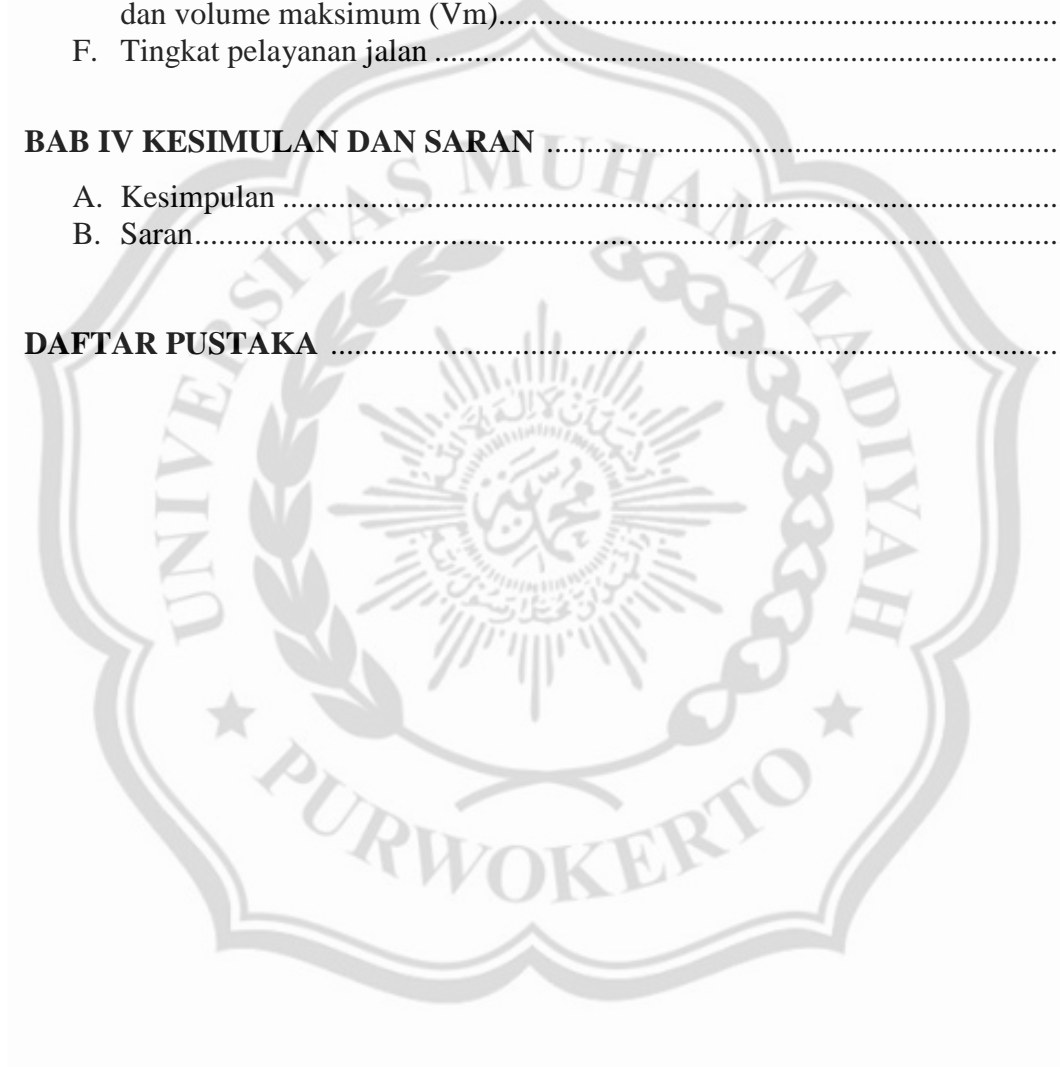 dan volume maksimum (Vm)......................................................................
F. Tingkat pelayanan jalan ..............................................................................
BAB IV KESIMULAN DAN SARAN ................................................................
A. Kesimpulan .................................................................................................
B. Saran............................................................................................................
DAFTAR PUSTAKA ...........................................................................................
UNIVERSITAS MUHAMMADIYAH
PURWOKERTO